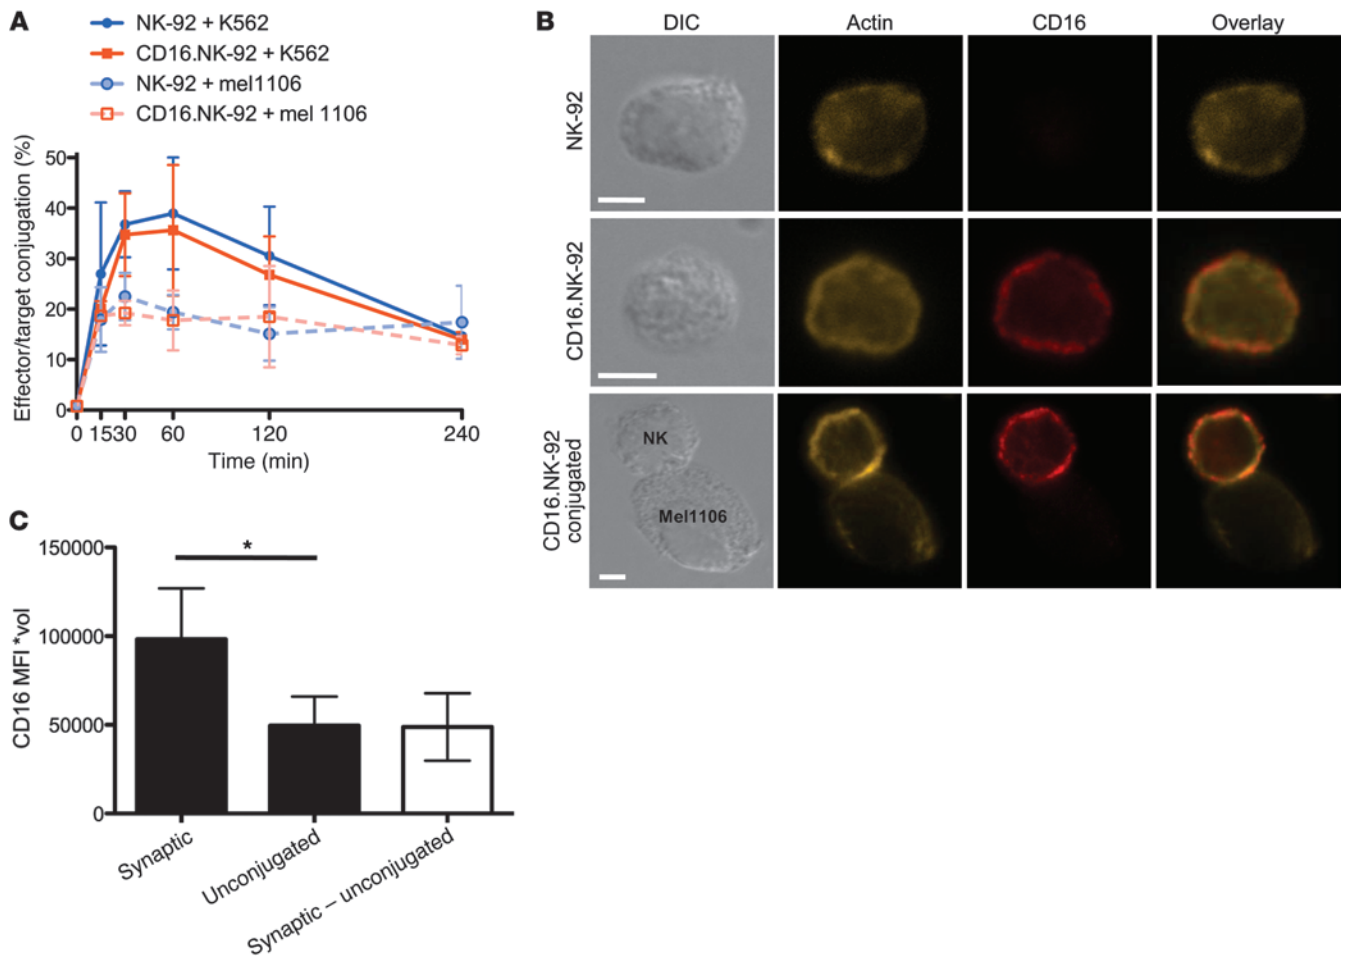 A
NK-92 + K562
CD16.NK-92 + K562
NK-92 + mel1106
CD16.NK-92 + mel 1106
Effector/target conjugation (%)
50
40
30
20
10
0
0 15 30 60 120 240
Time (min)
B
DIC Actin CD16 Overlay
NK-92
CD16.NK-92
CD16.NK-92
conjugated
NK
Mel1106
C
CD16 MFI *vol
150000
100000
50000
0
*
Synaptic
Unconjugated
Synaptic – unconjugated